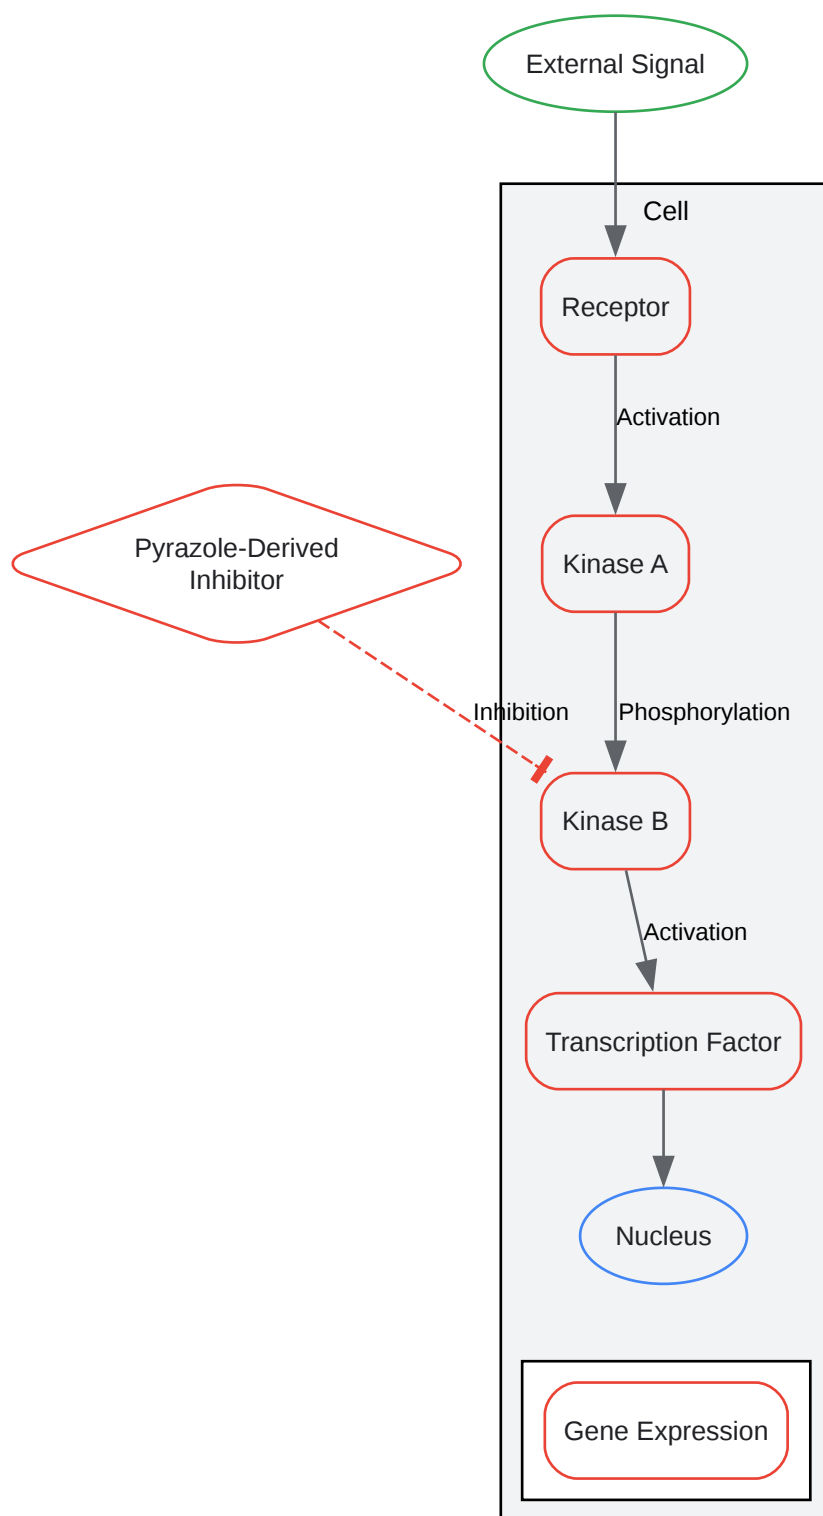 External Signal
Cell
Receptor
Activation
Pyrazole-Derived
Inhibitor
Kinase A
Inhibition
Phosphorylation
Kinase B
Activation
Transcription Factor
Nucleus
Gene Expression